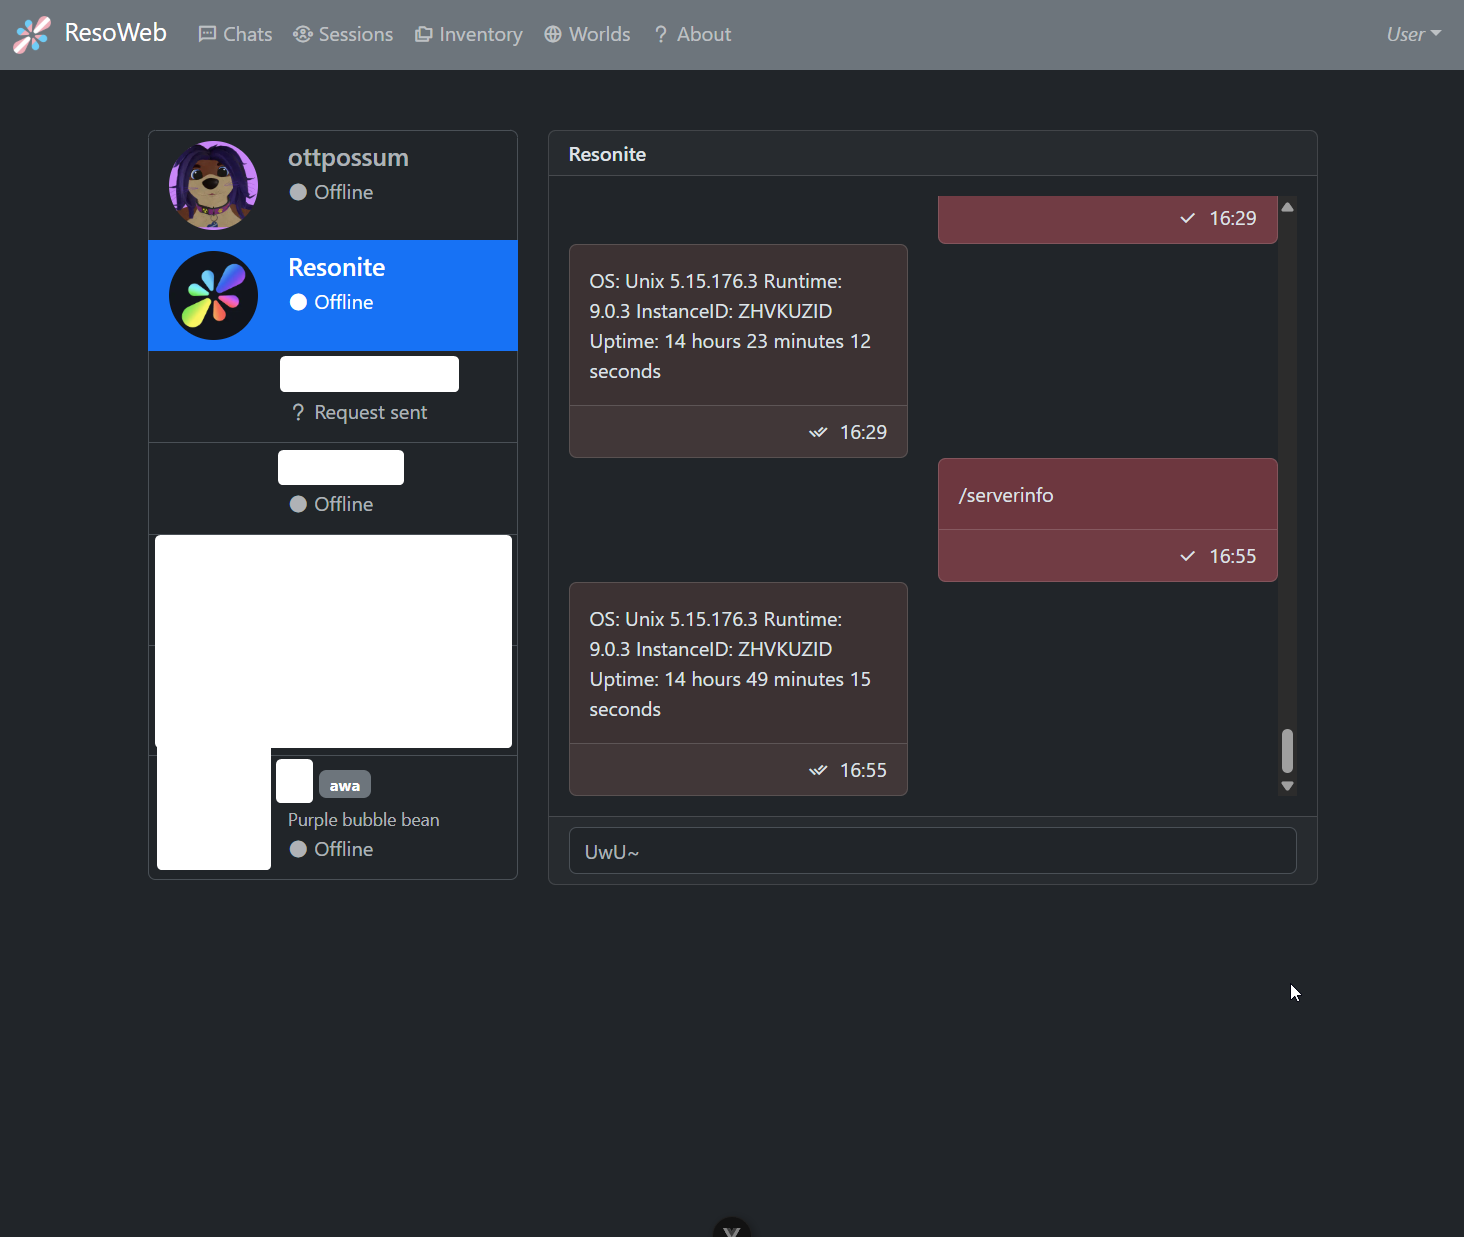 ResoWeb
Chats
Sessions
Inventory
Worlds
? About
User
ottpossum
Offline
Resonite
Offline
? Request sent
Offline
awa
Purple bubble bean
Offline
Resonite
16:29
OS: Unix 5.15.176.3 Runtime:
9.0.3 InstanceID: ZHVKUZID
Uptime: 14 hours 23 minutes 12
seconds
16:29
/serverinfo
16:55
OS: Unix 5.15.176.3 Runtime:
9.0.3 InstanceID: ZHVKUZID
Uptime: 14 hours 49 minutes 15
seconds
16:55
UwU~